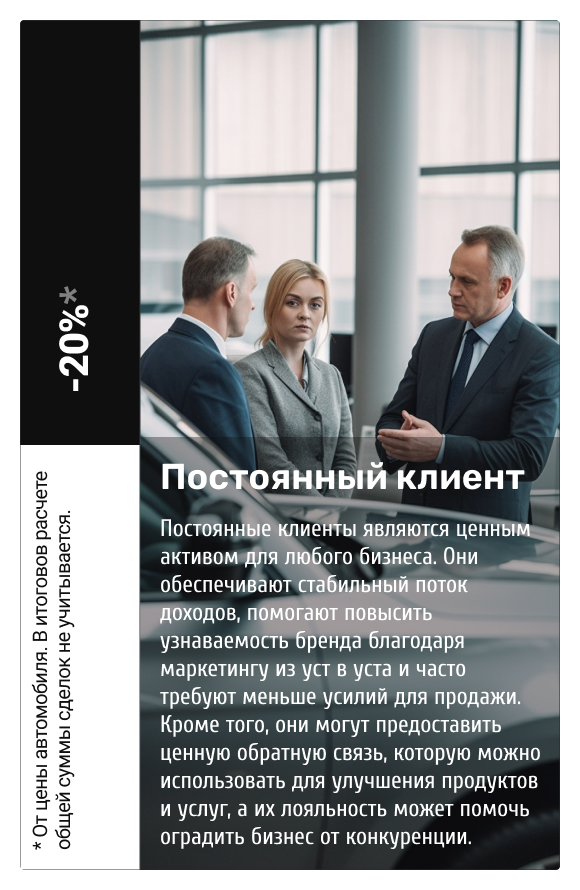 -20%*
* От цены автомобиля. В итоговов расчете
общей суммы сделок не учитывается.
Постоянный клиент
Постоянные клиенты являются ценным
активом для любого бизнеса. Они
обеспечивают стабильный поток
доходов, помогают повысить
узнаваемость бренда благодаря
маркетингу из уст в уста и часто
требуют меньше усилий для продажи.
Кроме того, они могут предоставить
ценную обратную связь, которую можно
использовать для улучшения продуктов
и услуг, а их лояльность может помочь
оградить бизнес от конкуренции.